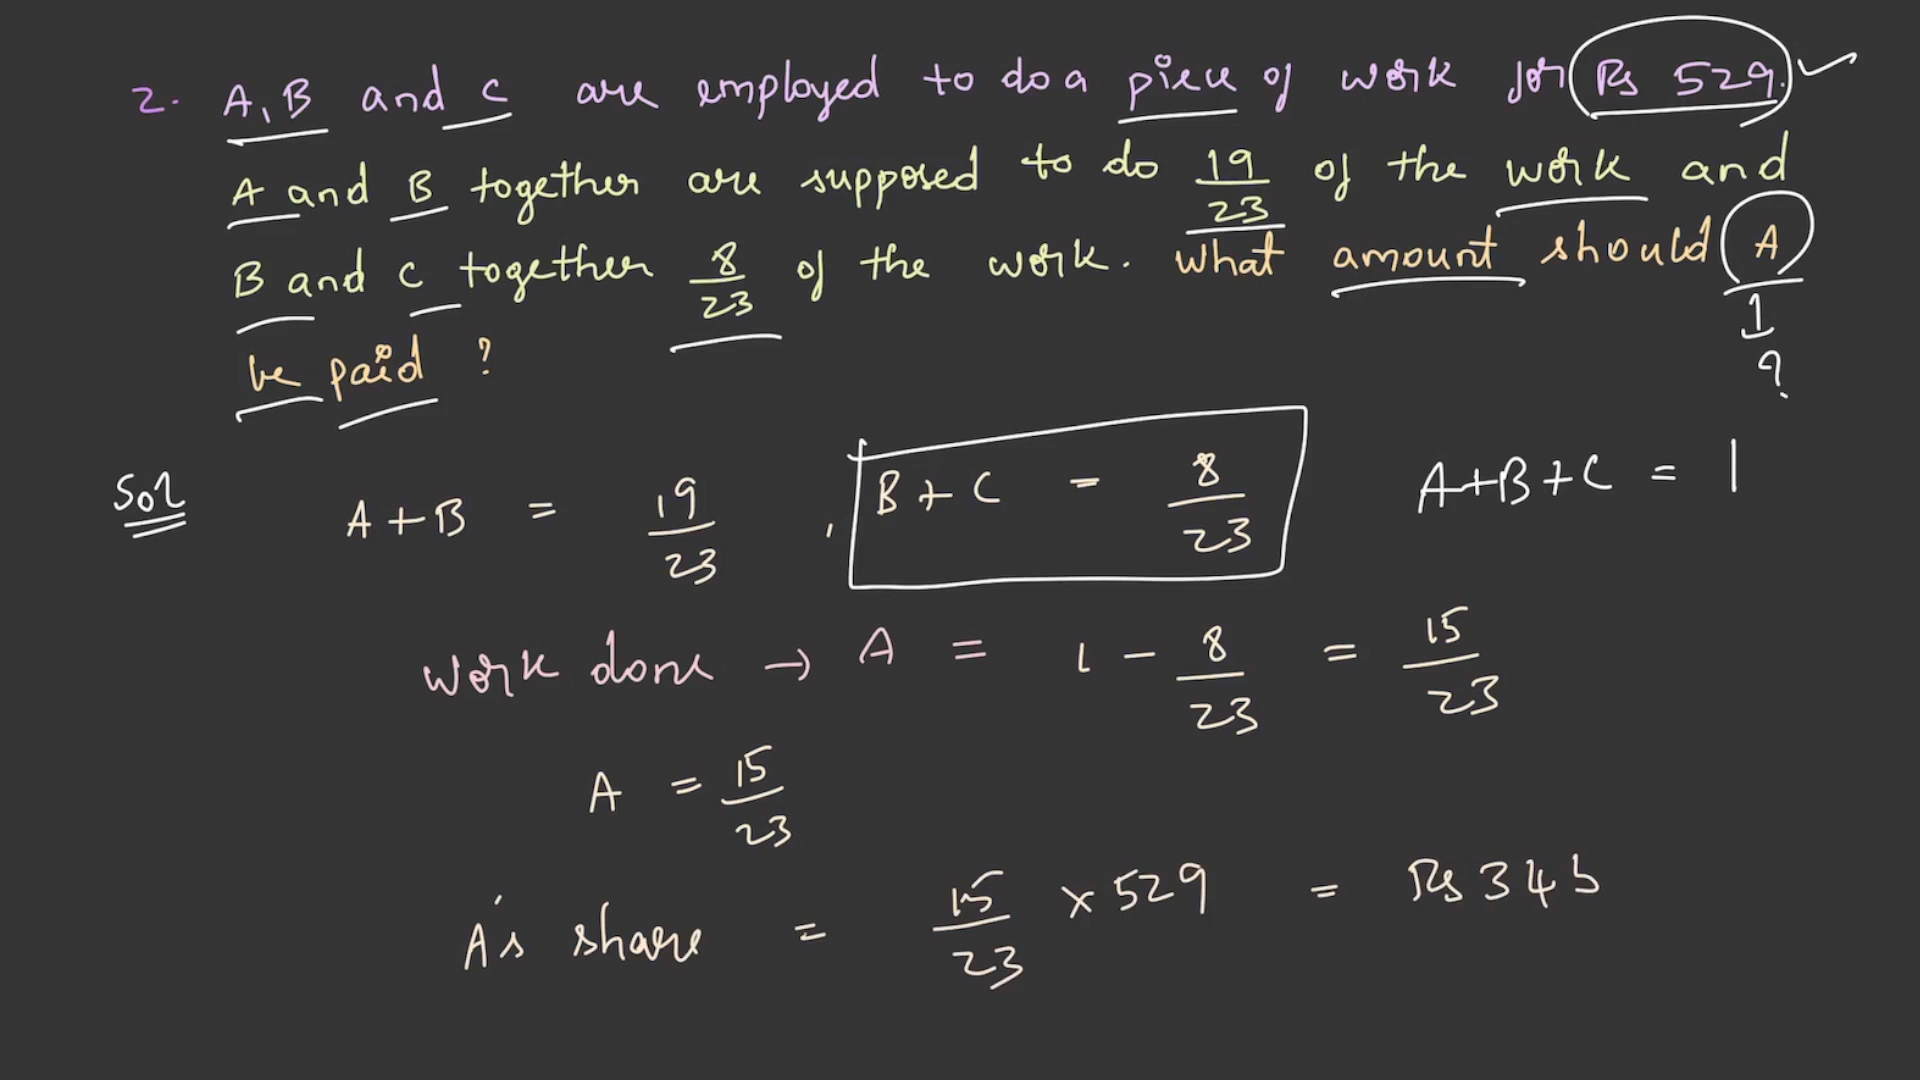 2. A, B and C are employed to do a piece of work for Rs 529.
A and B together are supposed to do 19/23 of the work and
B and C together 8/23 of the work. What amount should A
be paid ?
1
?
Sol
A + B = 19/23 , B + C = 8/23 A+B+C = 1
Work done → A = 1 - 8/23 = 15/23
A = 15/23
A's share = 15/23 × 529 = Rs 345